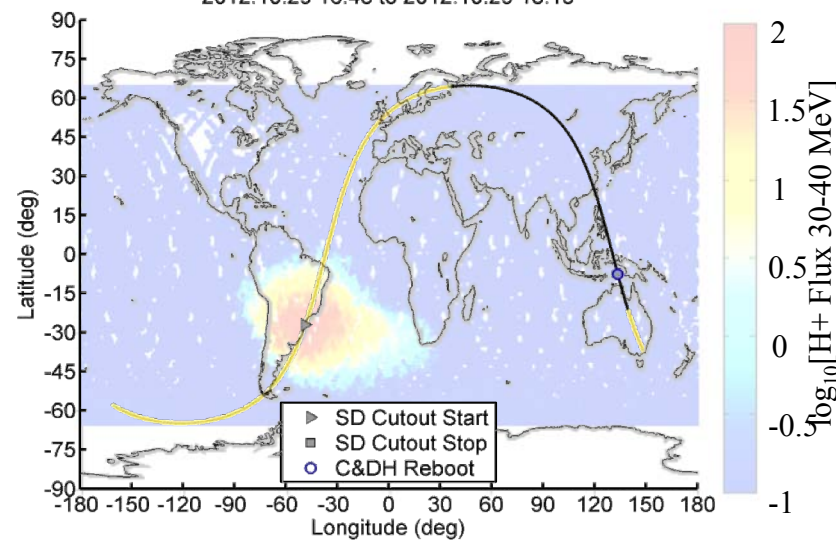 90
75
60
45
30
15
0
-15
-30
-45
-60
-75
-90
Latitude (deg)
-180 -150 -120 -90 -60 -30 0 30 60 90 120 150 180
Longitude (deg)
SD Cutout Start
SD Cutout Stop
C&DH Reboot
2
1.5
1
0.5
0
-0.5
-1
log10[H+ Flux 30-40 MeV]